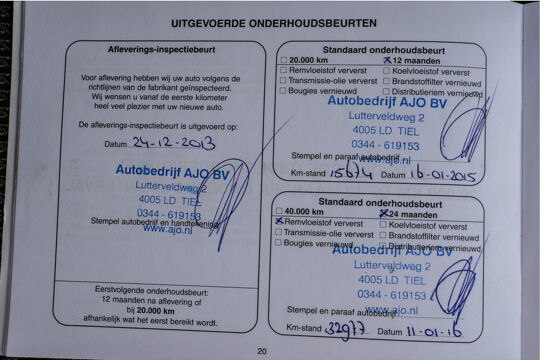 UITGEVOERDE ONDERHOUDSBEURTEN
Afleverings-inspectiebeurt
Voor aflevering hebben wij uw auto volgens de
richtlijnen van de fabrikant geïnspecteerd.
Wij wensen u vanaf de eerste kilometer
heel veel plezier met uw nieuwe auto.
De afleverings-inspectiebeurt is uitgevoerd op:
Datum 24-12-2013
Autobedrijf AJO BV
Lutterveldweg 2
4005 LD TIEL
0344 - 619153
Stempel autobedrijf en handtekening
www.ajo.nl
Eerstvolgende onderhoudsbeurt:
12 maanden na aflevering of
bij 20.000 km
afhankelijk wat het eerst bereikt wordt.
Standaard onderhoudsbeurt
20.000 km 12 maanden
Remvloeistof ververst Koelvloeistof ververst
Transmissie-olie ververst Brandstoffilter vernieuwd
Bougies vernieuwd Distributieriem vernieuwd
Autobedrijf AJO BV
Lutterveldweg 2
4005 LD TIEL
0344 - 619153
Stempel en paraaf autobedrijf
www.ajo.nl
Km-stand 15674 Datum 16-01-2015
Standaard onderhoudsbeurt
40.000 km 24 maanden
Remvloeistof ververst Koelvloeistof ververst
Transmissie-olie ververst Brandstoffilter vernieuwd
Bougies vernieuwd Distributieriem vernieuwd
Autobedrijf AJO BV
Lutterveldweg 2
4005 LD TIEL
0344 - 619153
Stempel en paraaf autobedrijf
www.ajo.nl
Km-stand 32977 Datum 11-01-16
20